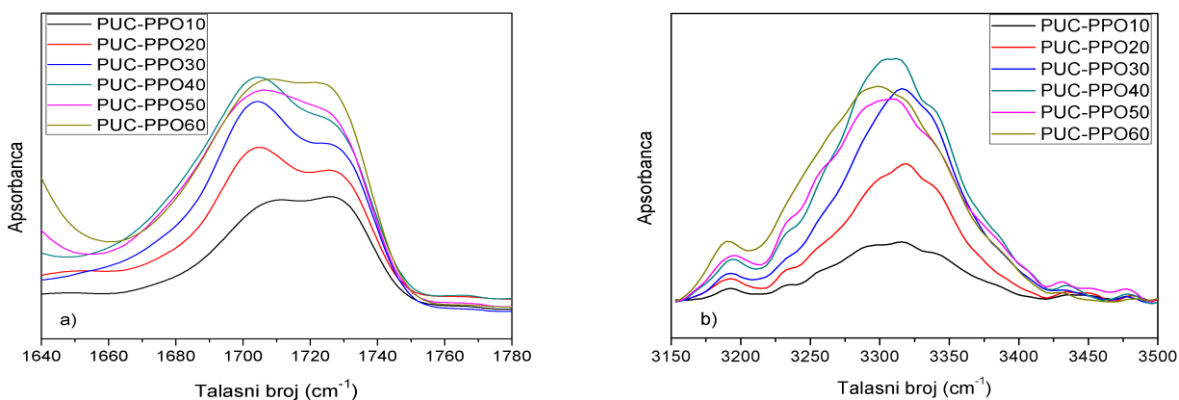 PUC-PPO10
PUC-PPO20
PUC-PPO30
PUC-PPO40
PUC-PPO50
PUC-PPO60
Apsorbanca
a)
1640 1660 1680 1700 1720 1740 1760 1780
Talasni broj (cm⁻¹)
PUC-PPO10
PUC-PPO20
PUC-PPO30
PUC-PPO40
PUC-PPO50
PUC-PPO60
Apsorbanca
b)
3150 3200 3250 3300 3350 3400 3450 3500
Talasni broj (cm⁻¹)